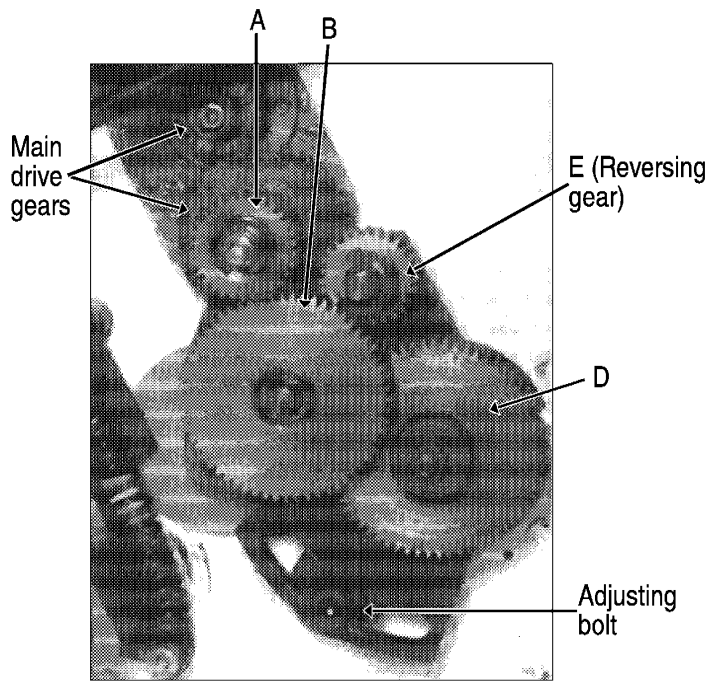 A
B
Main
drive
gears
E (Reversing
gear)
D
Adjusting
bolt